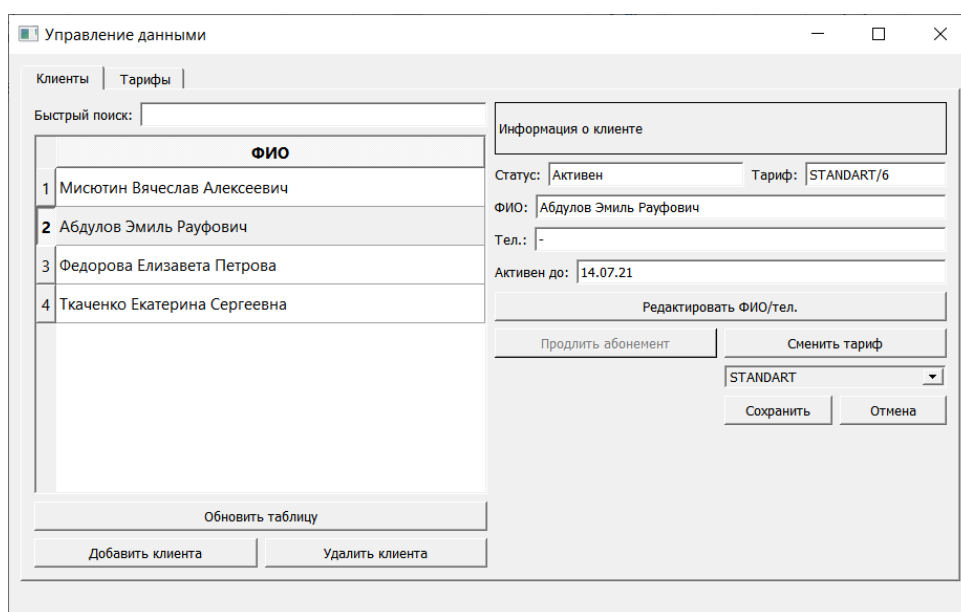 Управление данными
Клиенты Тарифы
Быстрый поиск:
ФИО
1 Мисютин Вячеслав Алексеевич
2 Абдулов Эмиль Рауфович
3 Федорова Елизавета Петрова
4 Ткаченко Екатерина Сергеевна
Обновить таблицу
Добавить клиента Удалить клиента
Информация о клиенте
Статус: Активен Тариф: STANDART/6
ФИО: Абдулов Эмиль Рауфович
Тел.: -
Активен до: 14.07.21
Редактировать ФИО/тел.
Продлить абонемент Сменить тариф
STANDART
Сохранить Отмена